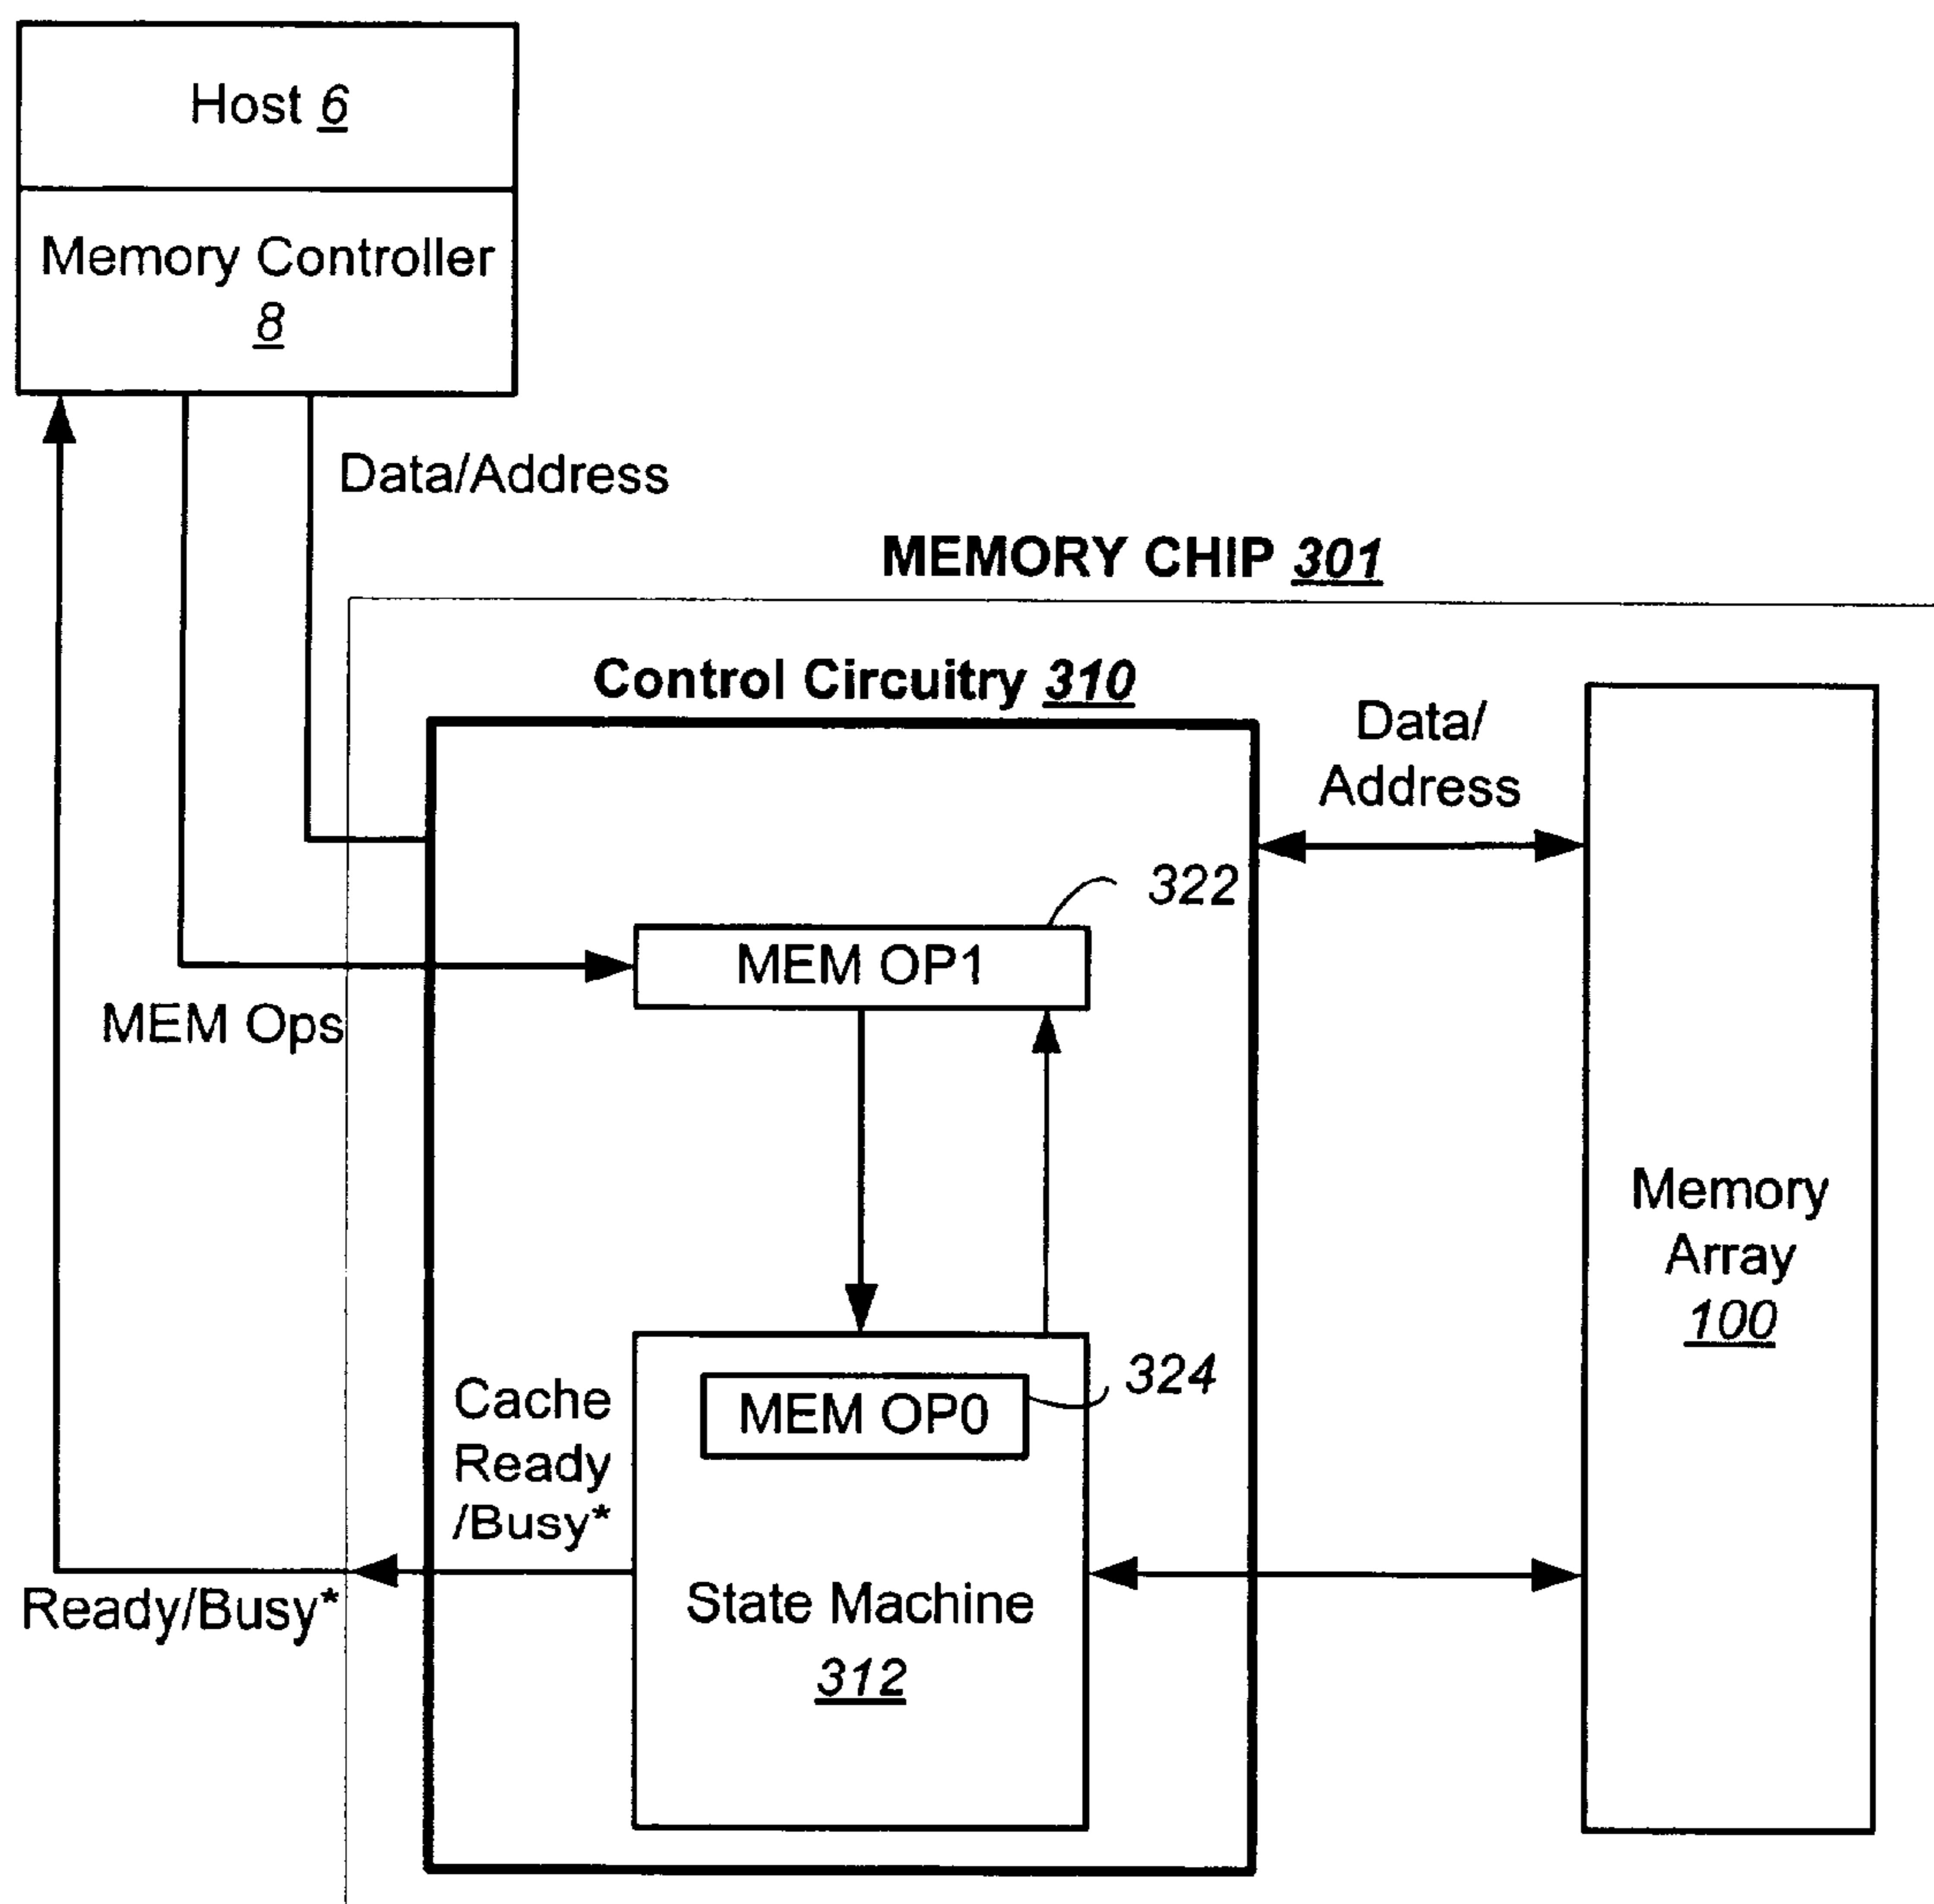 Host 6
Memory Controller
8
Data/Address
MEMORY CHIP 301
Control Circuitry 310
Data/
Address
322
MEM OP1
MEM Ops
Memory
Array
100
324
MEM OP0
Cache
Ready
/Busy*
Ready/Busy*
State Machine
312